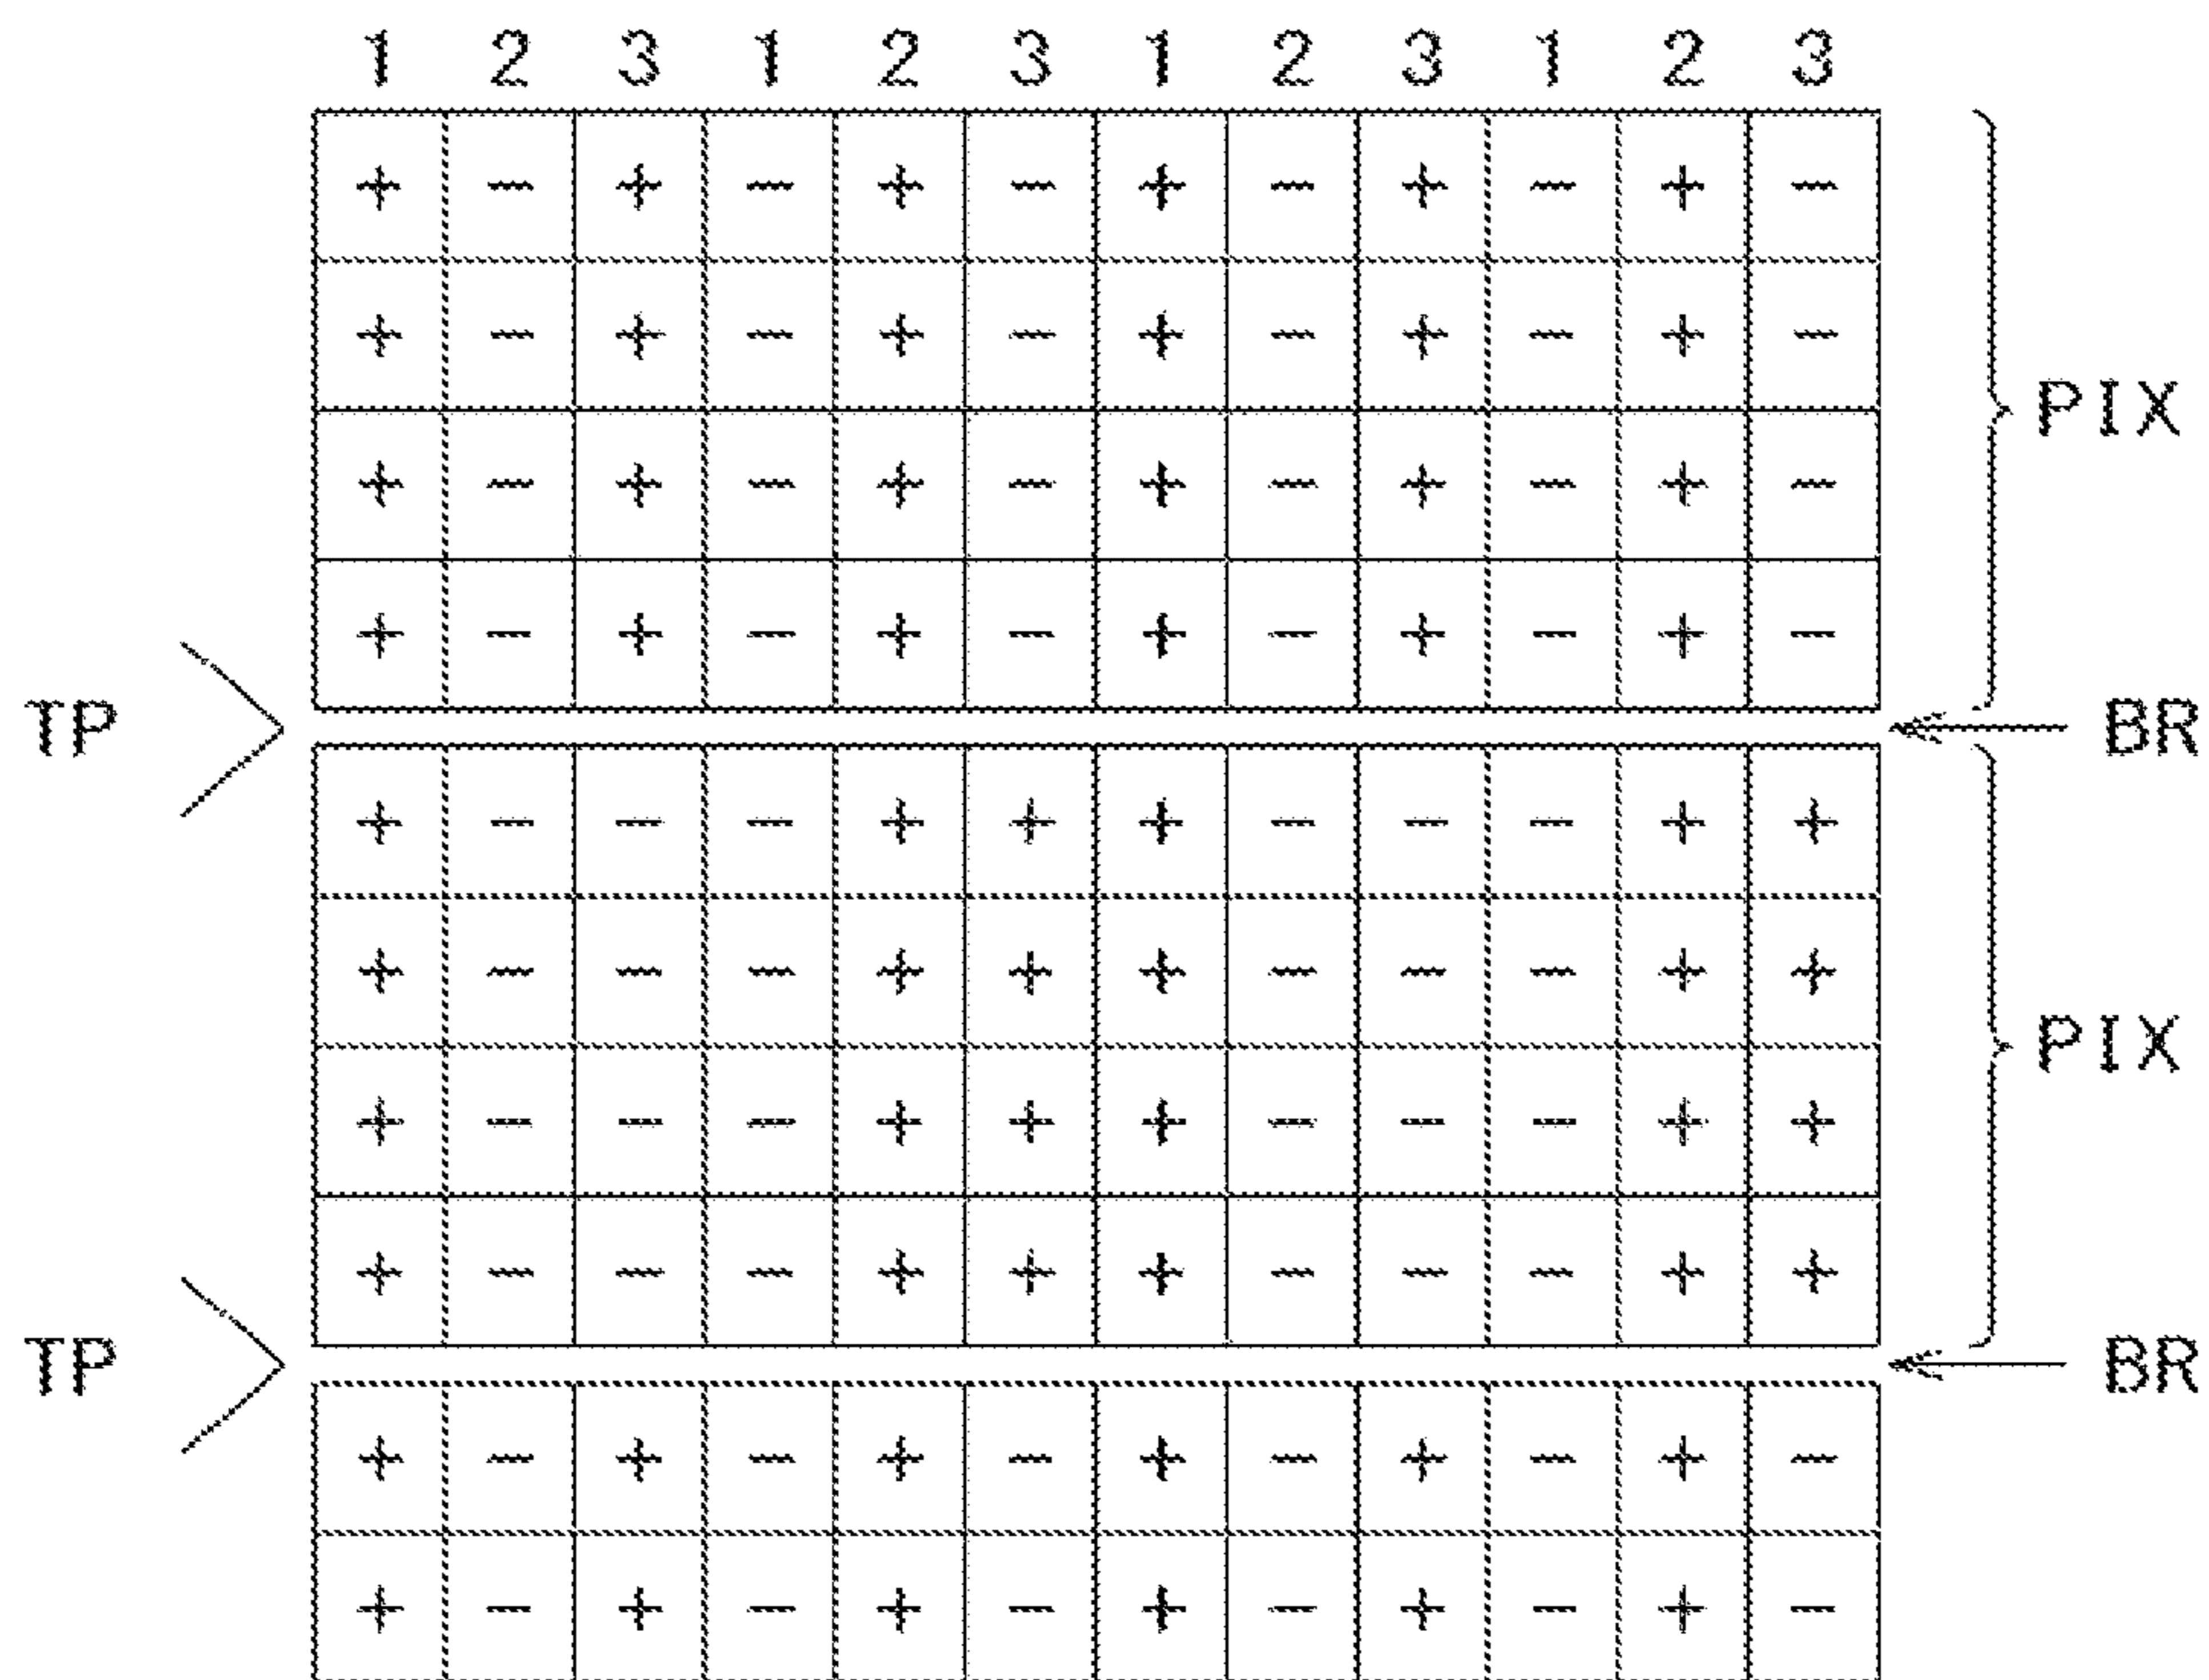 1 2 3 1 2 3 1 2 3 1 2 3
+ − + − + − + − + − + −
+ − + − + − + − + − + −
PIX
+ − + − + − + − + − + −
+ − + − + − + − + − + −
TP BR
+ − − − + + + − − − + +
+ − − − + + + − − − + +
PIX
+ − − − + + + − − − + +
+ − − − + + + − − − + +
TP BR
+ − + − + − + − + − + −
+ − + − + − + − + − + −